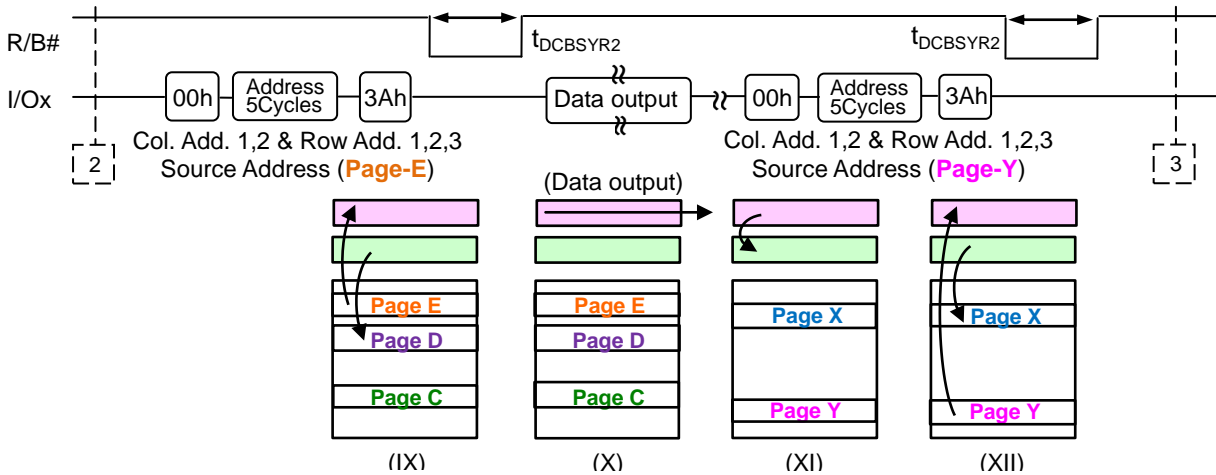 R/B#
tDCBSYR2
tDCBSYR2
I/Ox
00h
Address
5Cycles
3Ah
Data output
00h
Address
5Cycles
3Ah
2
Col. Add. 1,2 & Row Add. 1,2,3
Source Address (Page-E)
Col. Add. 1,2 & Row Add. 1,2,3
Source Address (Page-Y)
3
(Data output)
Page E
Page D
Page C
Page E
Page D
Page C
Page X
Page Y
Page X
Page Y
(IX)
(X)
(XI)
(XII)